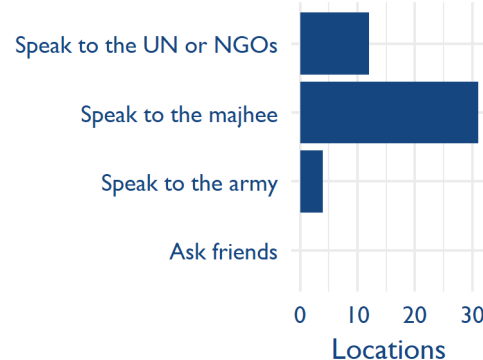 Speak to the UN or NGOs
Speak to the majhee
Speak to the army
Ask friends
0 10 20 30
Locations